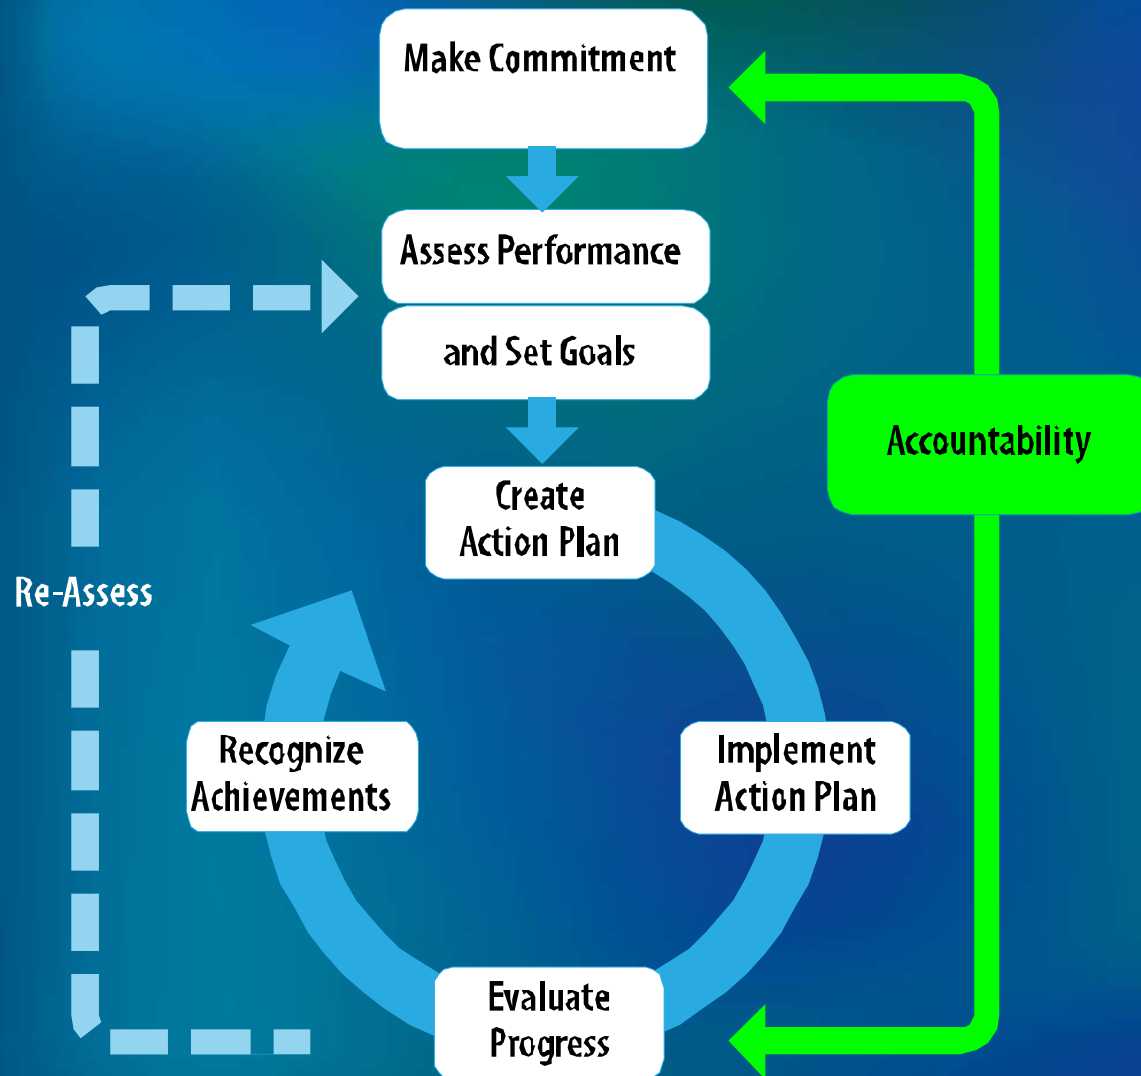 Make Commitment
Assess Performance
and Set Goals
Accountability
Create
Action Plan
Re-Assess
Recognize
Achievements
Implement
Action Plan
Evaluate
Progress